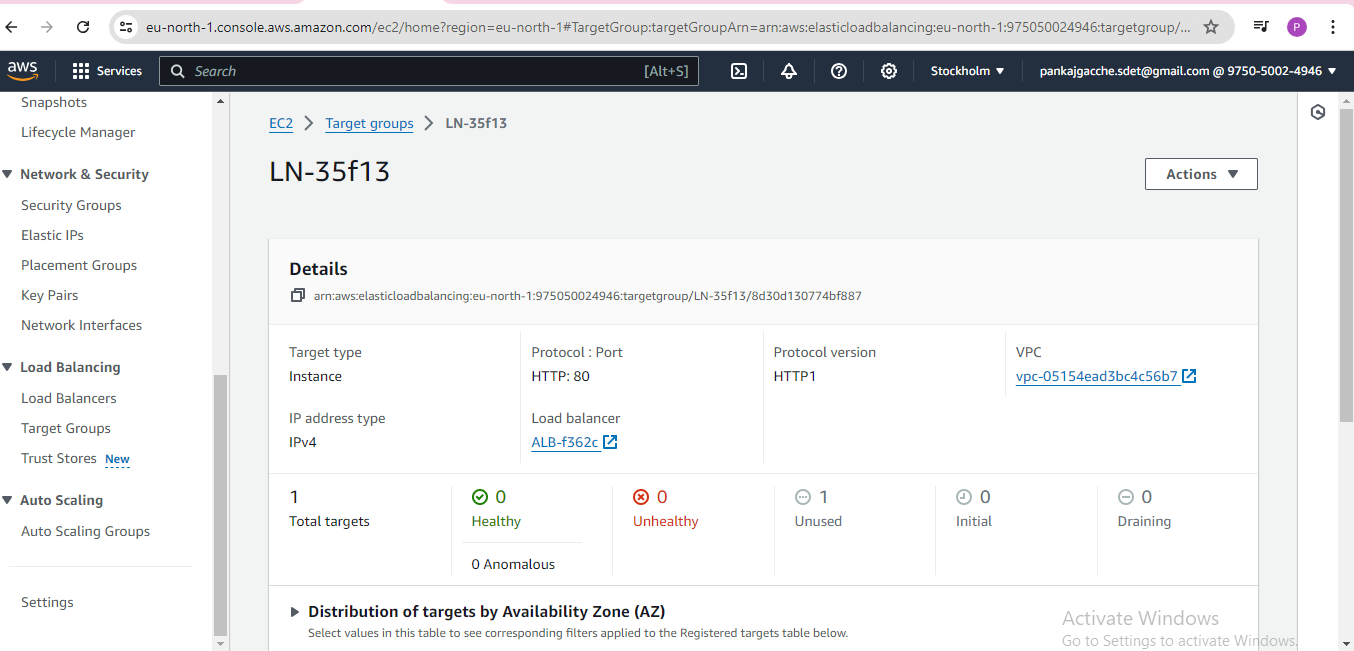 eu-north-1.console.aws.amazon.com/ec2/home?region=eu-north-1#TargetGroup:targetGroupArn=arn:aws:elasticloadbalancing:eu-north-1:975050024946:targetgroup/...
P
aws
Services
Search
[Alt+S]
Stockholm
pankajgacche.sdet@gmail.com @ 9750-5002-4946
Snapshots
Lifecycle Manager
Network & Security
Security Groups
Elastic IPs
Placement Groups
Key Pairs
Network Interfaces
Load Balancing
Load Balancers
Target Groups
Trust Stores New
Auto Scaling
Auto Scaling Groups
Settings
EC2 > Target groups > LN-35f13
LN-35f13
Actions
Details
arn:aws:elasticloadbalancing:eu-north-1:975050024946:targetgroup/LN-35f13/8d30d130774bf887
Target type
Instance
Protocol : Port
HTTP: 80
Protocol version
HTTP1
VPC
vpc-05154ead3bc4c56b7
IP address type
IPv4
Load balancer
ALB-f362c
1
Total targets
0
Healthy
0 Anomalous
0
Unhealthy
1
Unused
0
Initial
0
Draining
Distribution of targets by Availability Zone (AZ)
Select values in this table to see corresponding filters applied to the Registered targets table below.
Activate Windows
Go to Settings to activate Windows.